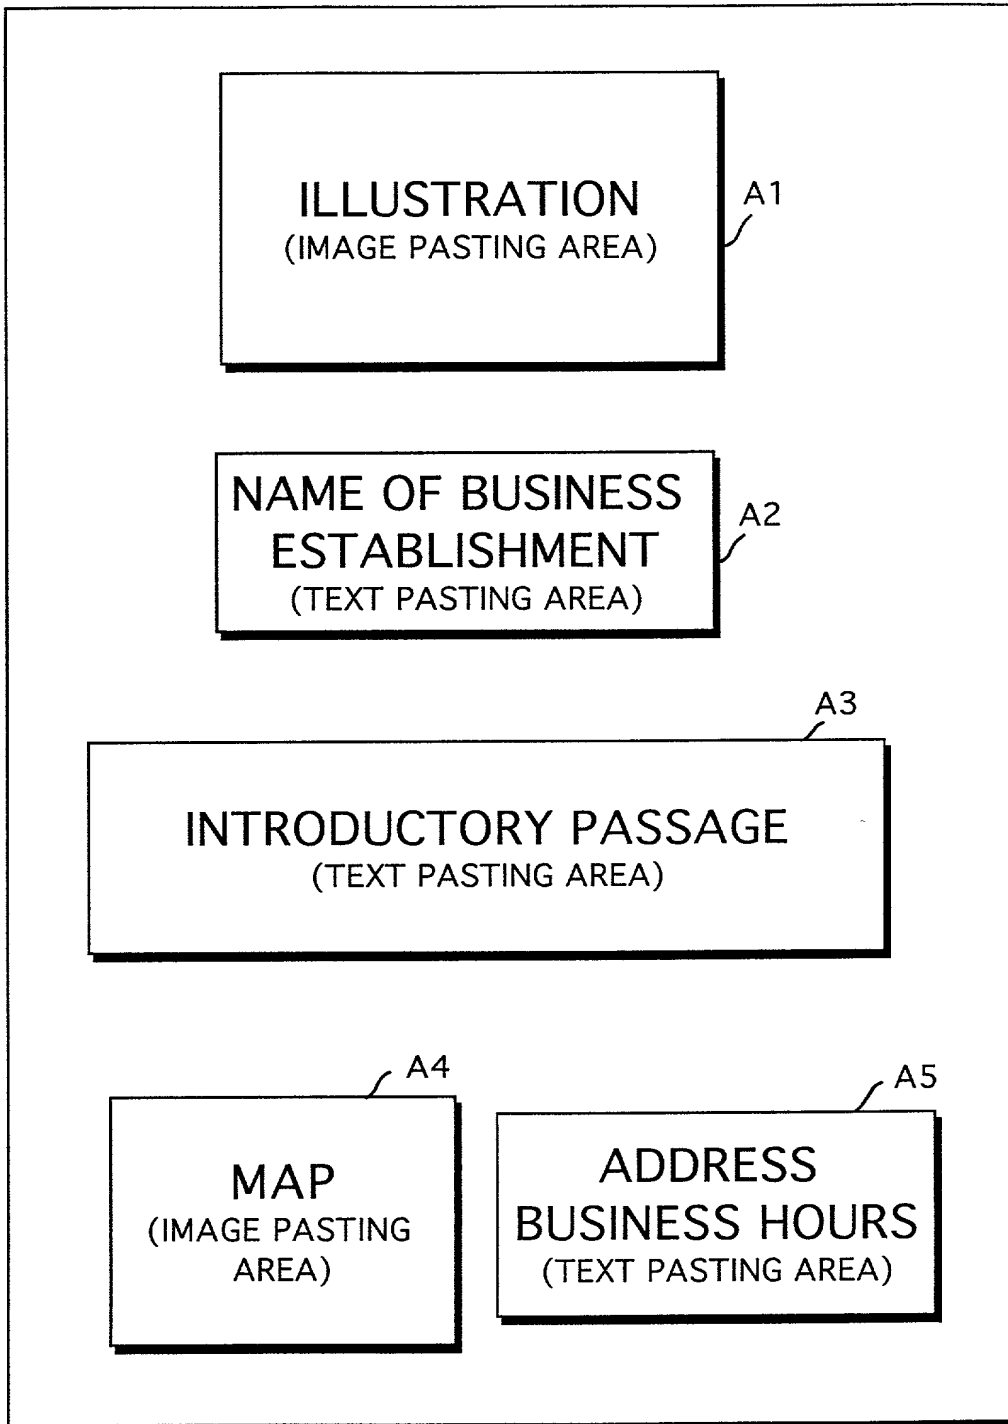 ILLUSTRATION
(IMAGE PASTING AREA)
A1
NAME OF BUSINESS
ESTABLISHMENT
(TEXT PASTING AREA)
A2
A3
INTRODUCTORY PASSAGE
(TEXT PASTING AREA)
A4
MAP
(IMAGE PASTING
AREA)
A5
ADDRESS
BUSINESS HOURS
(TEXT PASTING AREA)